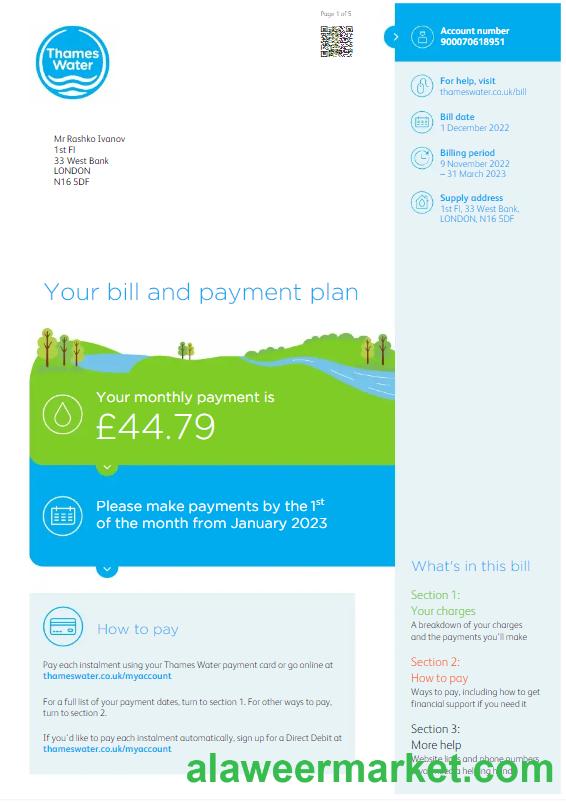 Page 1 of 5
Thames
Water
Mr Rashko Ivanov
1st Fl
33 West Bank
LONDON
N16 5DF
Account number
900070618951
For help, visit
thameswater.co.uk/bill
Bill date
1 December 2022
Billing period
9 November 2022
– 31 March 2023
Supply address
1st Fl, 33 West Bank,
LONDON, N16 5DF
Your bill and payment plan
Your monthly payment is
£44.79
Please make payments by the 1st
of the month from January 2023
How to pay
Pay each instalment using your Thames Water payment card or go online at
thameswater.co.uk/myaccount
For a full list of your payment dates, turn to section 1. For other ways to pay,
turn to section 2.
If you'd like to pay each instalment automatically, sign up for a Direct Debit at
thameswater.co.uk/myaccount
What's in this bill
Section 1:
Your charges
A breakdown of your charges
and the payments you'll make
Section 2:
How to pay
Ways to pay, including how to get
financial support if you need it
Section 3:
More help
Website links and phone numbers
a helping hand
alaweermarket.com